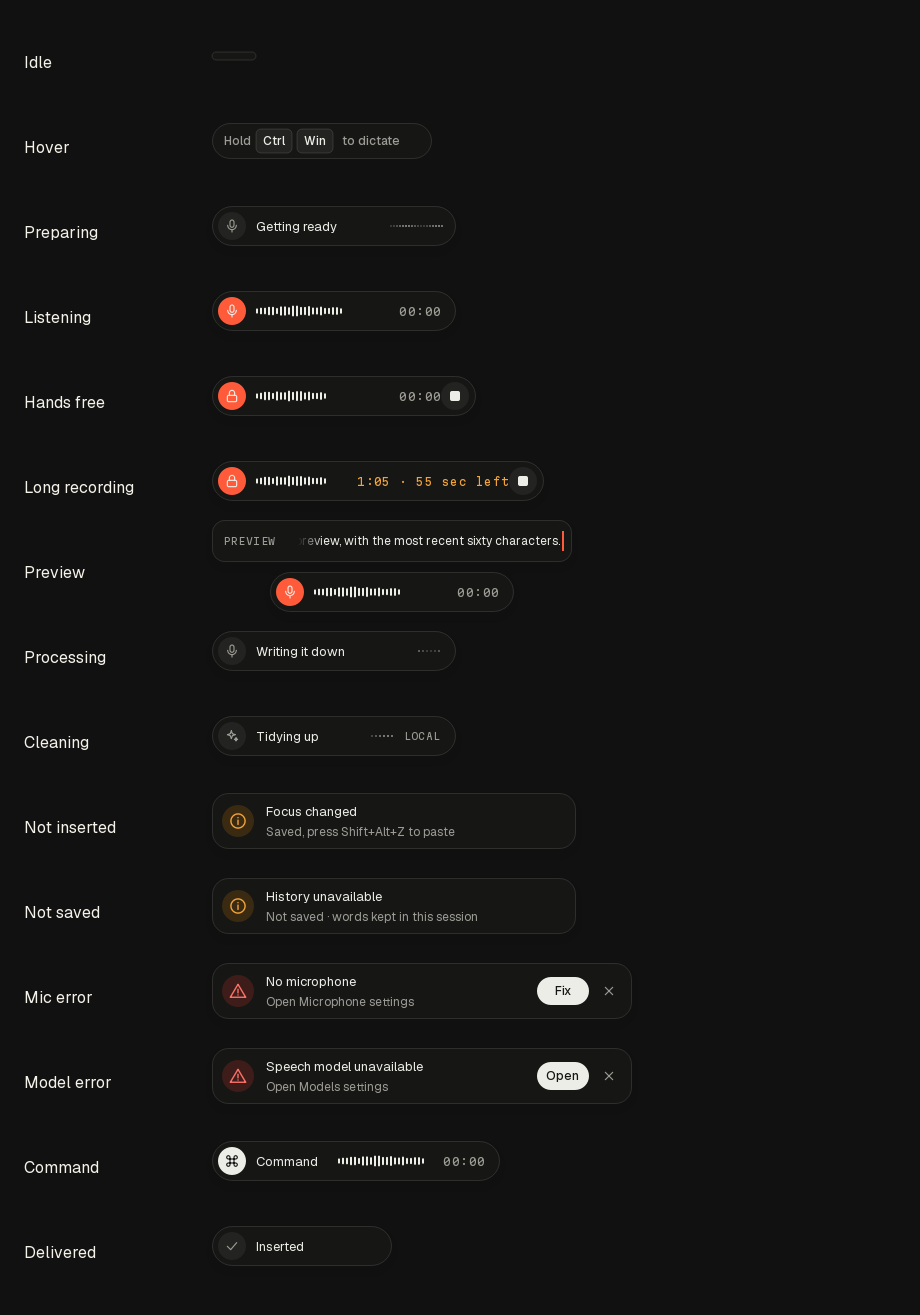 Idle
Hover
Hold Ctrl Win to dictate
Preparing
Getting ready
Listening
00:00
Hands free
00:00
Long recording
1:05 · 55 sec left
Preview
PREVIEW preview, with the most recent sixty characters.
00:00
Processing
Writing it down
Cleaning
Tidying up LOCAL
Not inserted
Focus changed
Saved, press Shift+Alt+Z to paste
Not saved
History unavailable
Not saved · words kept in this session
Mic error
No microphone
Open Microphone settings
Fix
Model error
Speech model unavailable
Open Models settings
Open
Command
Command 00:00
Delivered
Inserted